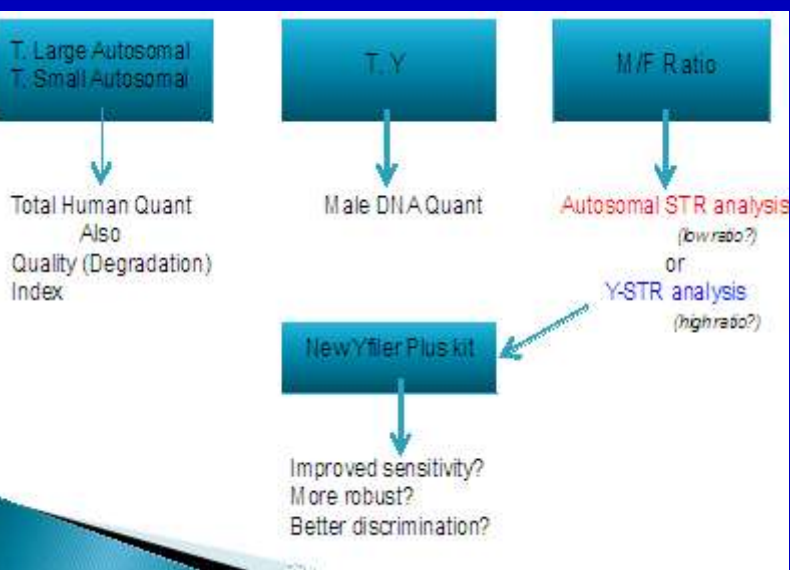 T. Large Autosomal
T. Small Autosomal
T. Y
M/F Ratio
Total Human Quant
Also
Quality (Degradation)
Index
Male DNA Quant
Autosomal STR analysis
(low ratio?)
or
Y-STR analysis
(high ratio?)
New Yfiler Plus kit
Improved sensitivity?
More robust?
Better discrimination?